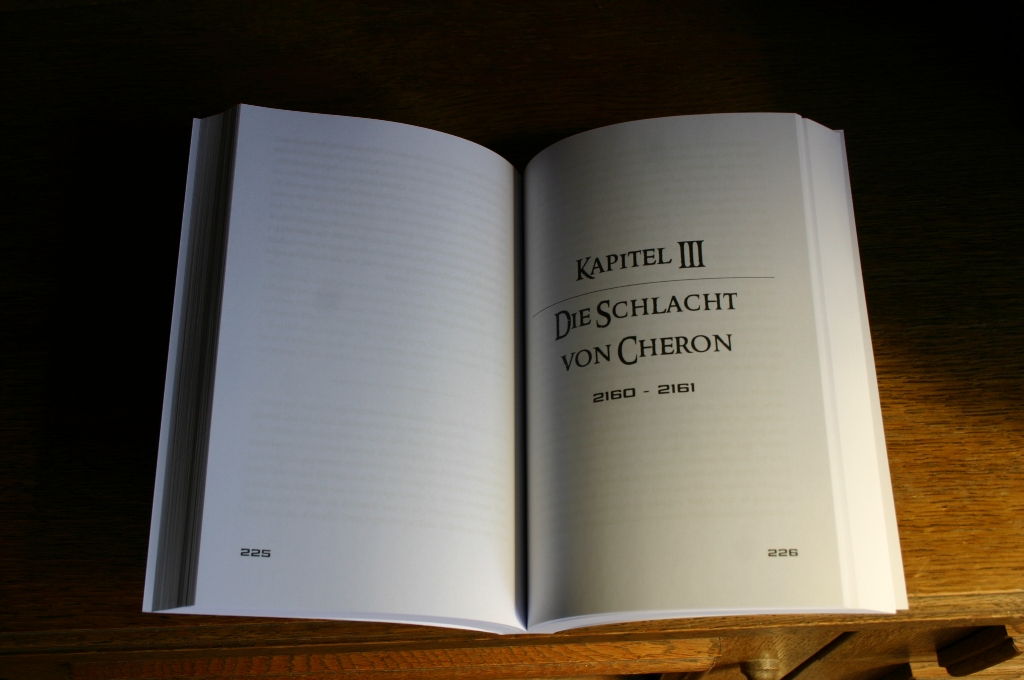 KAPITEL III
DIE SCHLACHT
VON CHERON
2160 - 2161
225
226